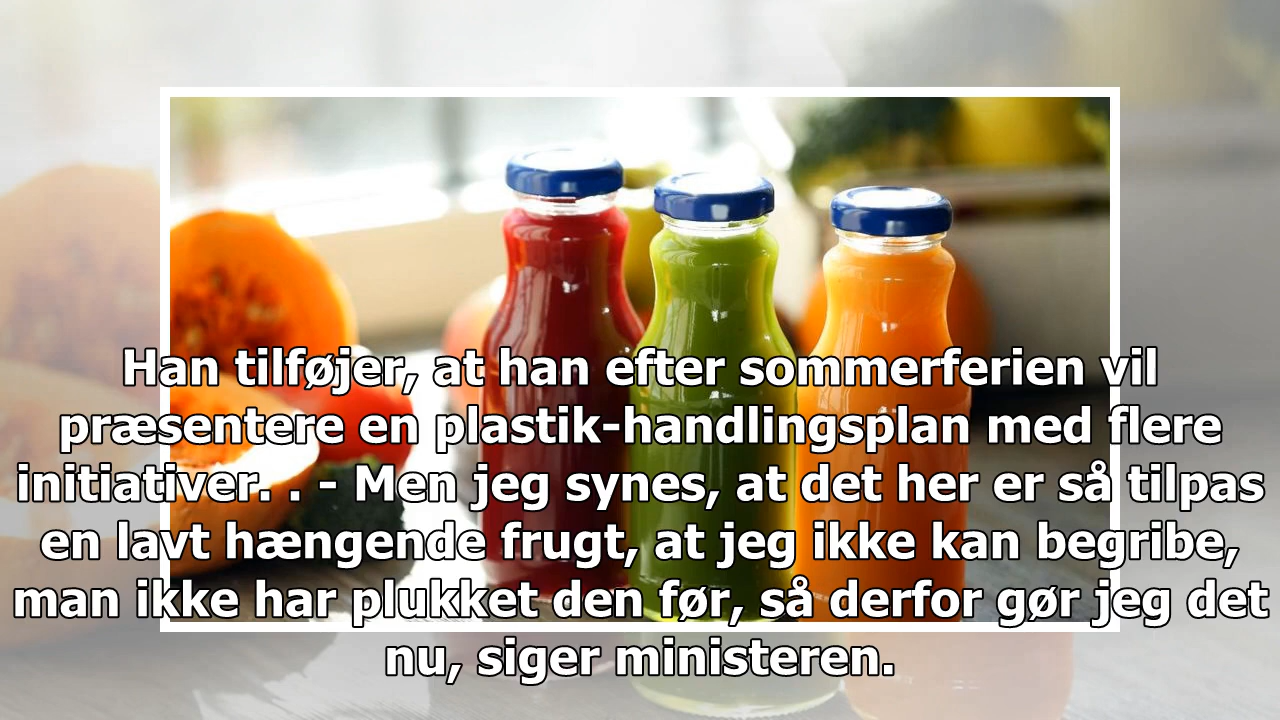 Han tilføjer, at han efter sommerferien vil
præsentere en plastik-handlingsplan med flere
initiativer. . - Men jeg synes, at det her er så tilpas
en lavt hængende frugt, at jeg ikke kan begribe,
man ikke har plukket den før, så derfor gør jeg det
nu, siger ministeren.